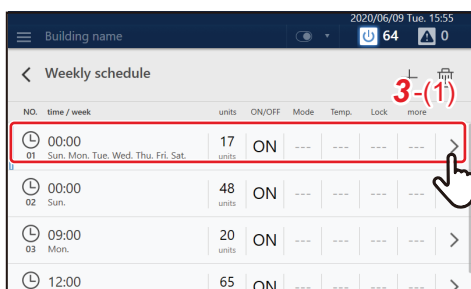 2020/06/09 Tue. 15:55
Building name 64 0
Weekly schedule
3-(1)
NO. time / week units ON/OFF Mode Temp. Lock more
00:00 17 ON --- --- --- ---
01 Sun. Mon. Tue. Wed. Thu. Fri. Sat. units
00:00 48 ON --- --- --- ---
02 Sun. units
09:00 20 ON --- --- --- ---
03 Mon. units
12:00 65 ON --- --- --- ---